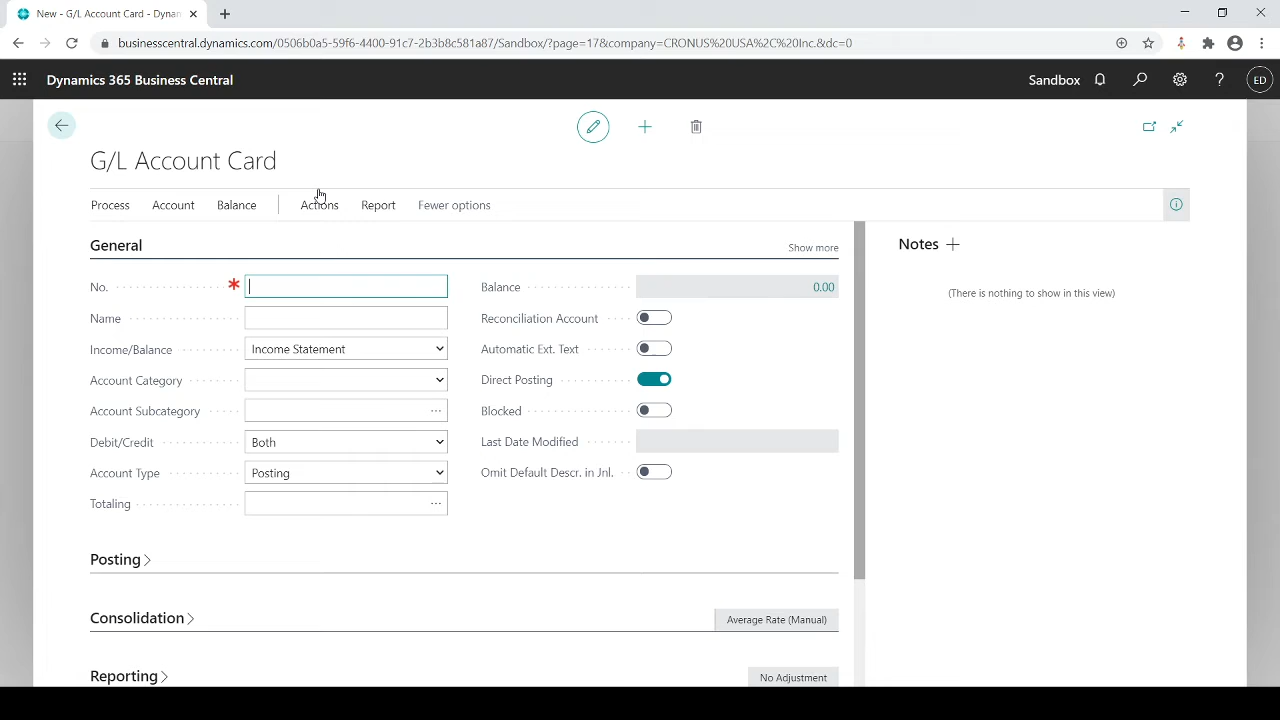 New - G/L Account Card - Dynam
businesscentral.dynamics.com/0506b0a5-59f6-4400-91c7-2b3b8c581a87/Sandbox/?page=17&company=CRONUS%20USA%2C%20Inc.&dc=0
Dynamics 365 Business Central
Sandbox
ED
G/L Account Card
Process Account Balance Actions Report Fewer options
General
Show more
Notes
No. *
Balance 0.00
(There is nothing to show in this view)
Name
Reconciliation Account
Income/Balance Income Statement
Automatic Ext. Text
Account Category
Direct Posting
Account Subcategory ...
Blocked
Debit/Credit Both
Last Date Modified
Account Type Posting
Omit Default Descr. in Jnl.
Totaling ...
Posting >
Consolidation >
Average Rate (Manual)
Reporting >
No Adjustment